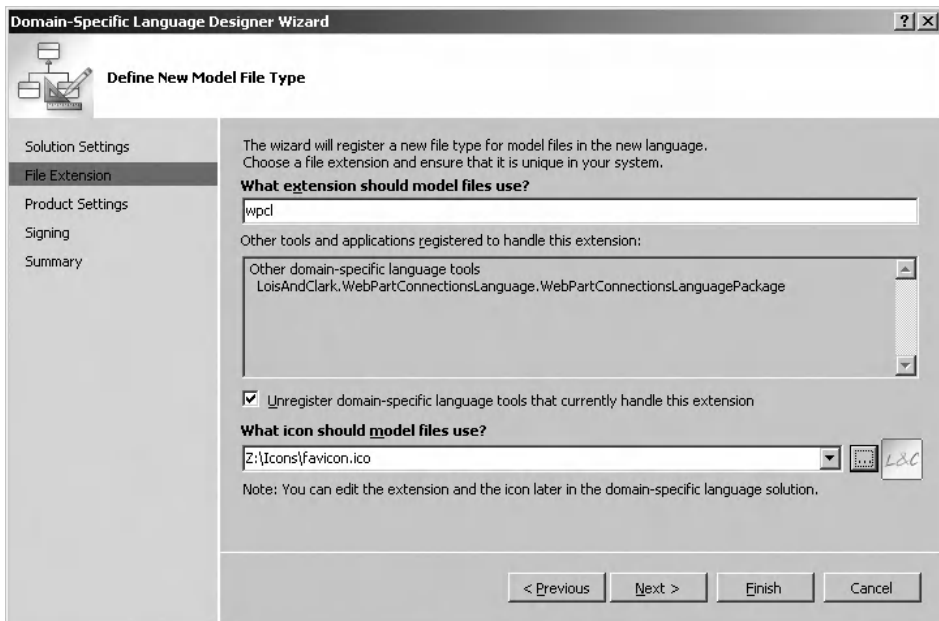 Domain-Specific Language Designer Wizard
Define New Model File Type
Solution Settings
File Extension
Product Settings
Signing
Summary
The wizard will register a new file type for model files in the new language.
Choose a file extension and ensure that it is unique in your system.
What extension should model files use?
wpcl
Other tools and applications registered to handle this extension:
Other domain-specific language tools
LoisAndClark.WebPartConnectionsLanguage.WebPartConnectionsLanguagePackage
Unregister domain-specific language tools that currently handle this extension
What icon should model files use?
Z:\Icons\favicon.ico
...
L&C
Note: You can edit the extension and the icon later in the domain-specific language solution.
< Previous
Next >
Finish
Cancel